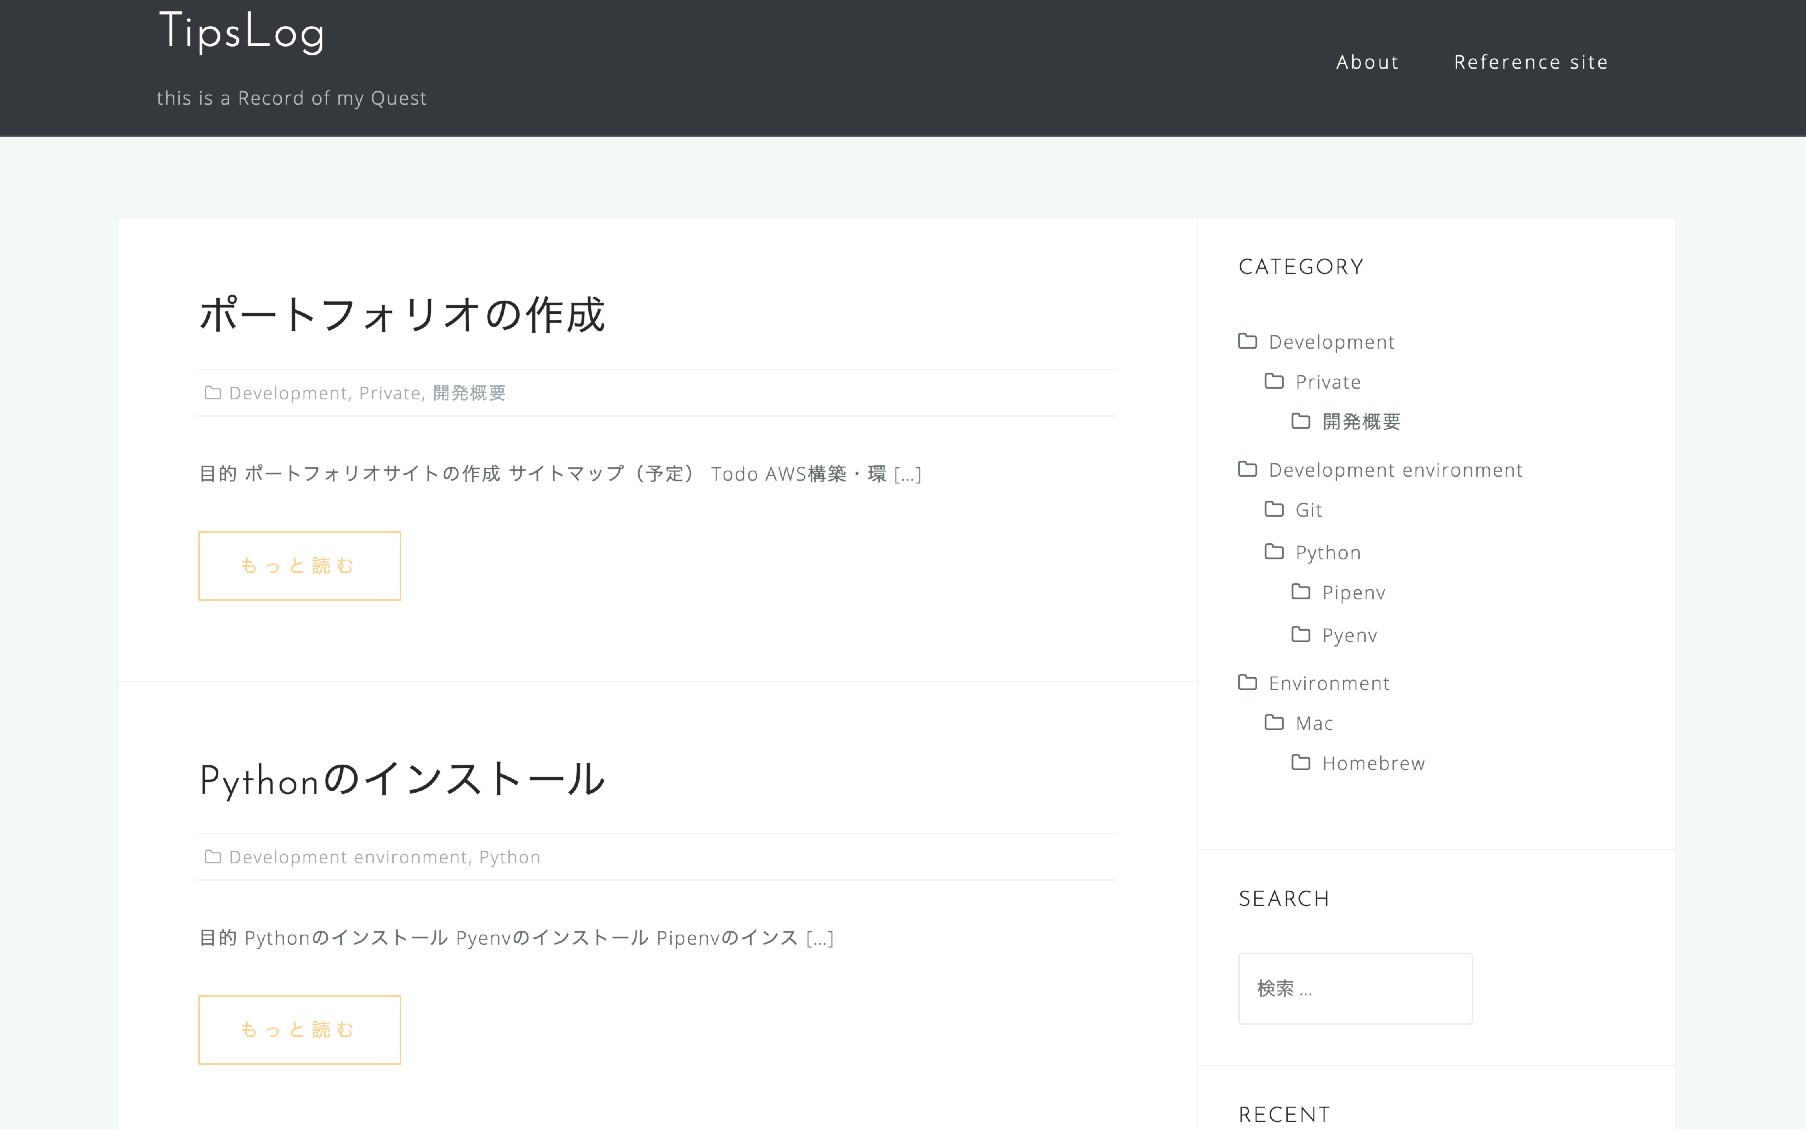 TipsLog
this is a Record of my Quest
About
Reference site
ポートフォリオの作成
Development, Private, 開発概要
目的 ポートフォリオサイトの作成 サイトマップ（予定） Todo AWS構築・環 [...]
もっと読む
Pythonのインストール
Development environment, Python
目的 Pythonのインストール Pyenvのインストール Pipenvのインス [...]
もっと読む
CATEGORY
Development
Private
開発概要
Development environment
Git
Python
Pipenv
Pyenv
Environment
Mac
Homebrew
SEARCH
検索 ...
RECENT